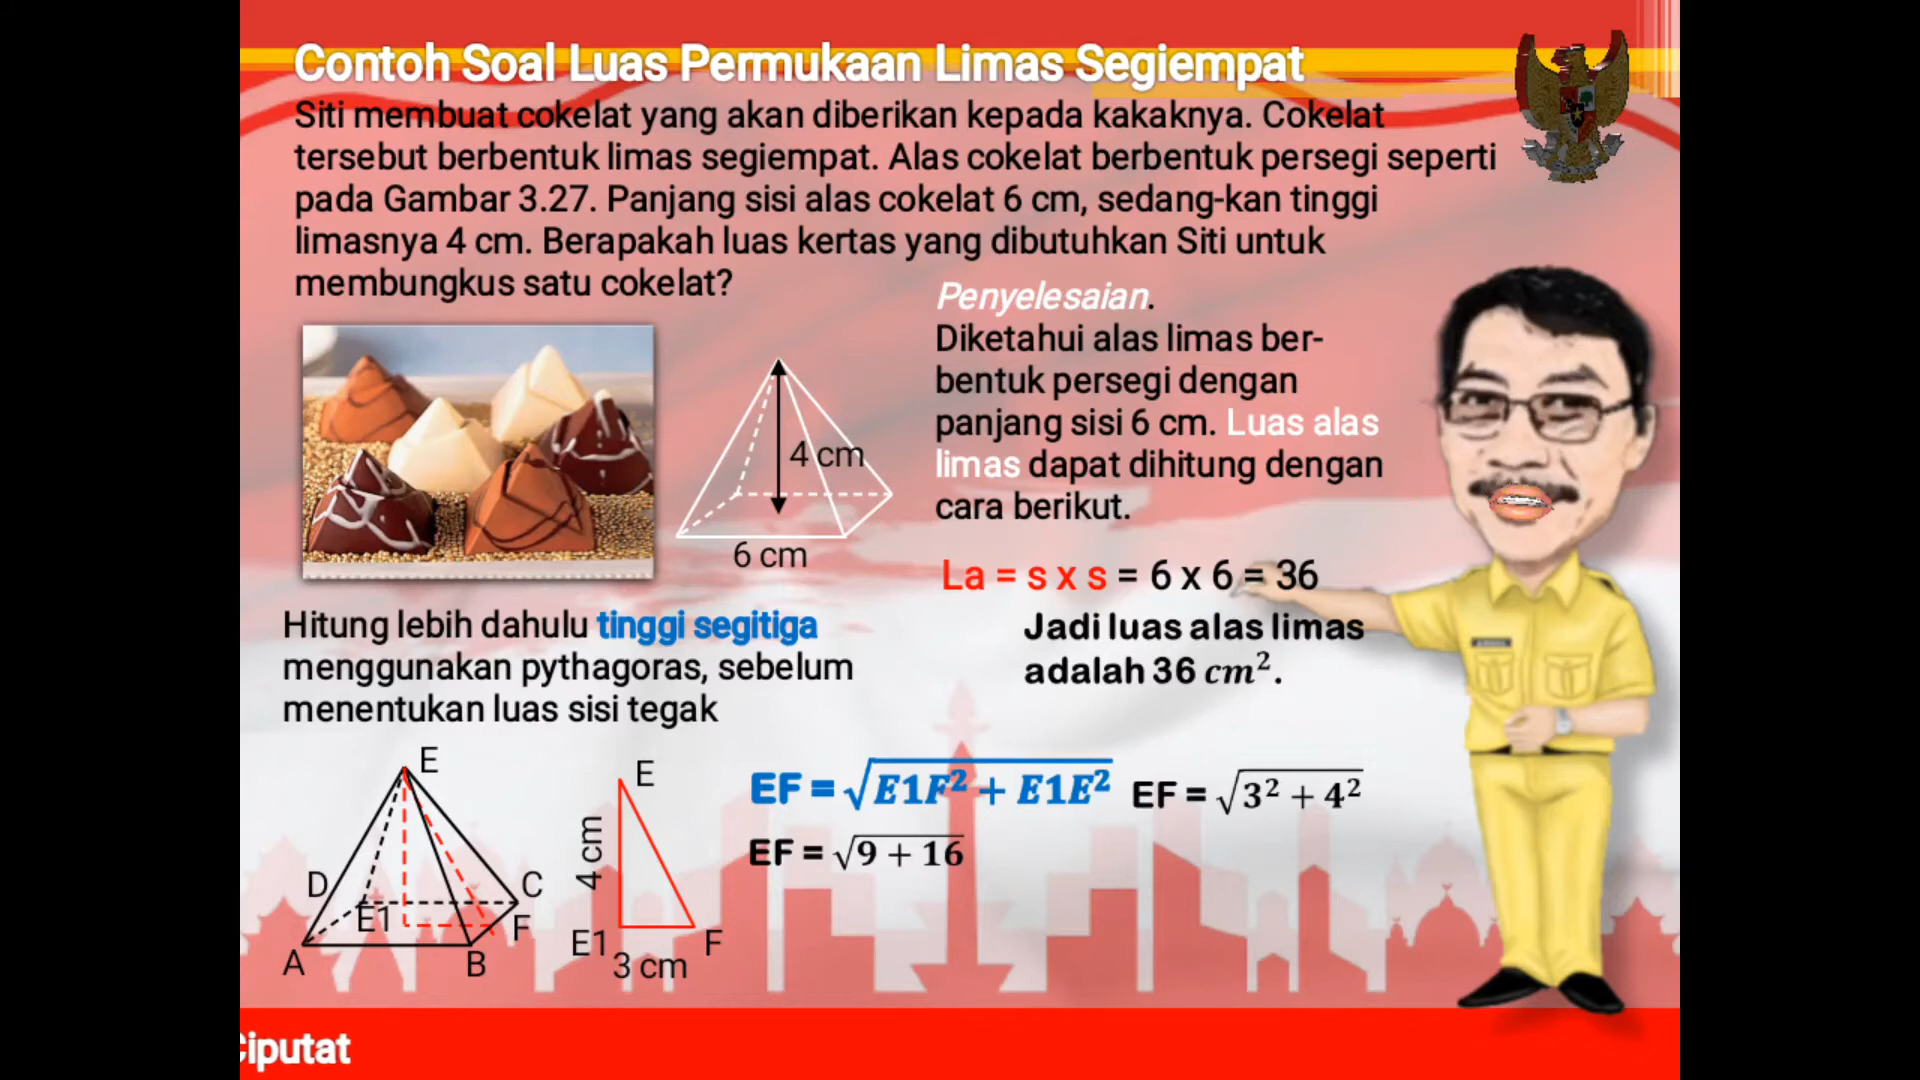 Contoh Soal Luas Permukaan Limas Segiempat
Siti membuat cokelat yang akan diberikan kepada kakaknya. Cokelat
tersebut berbentuk limas segiempat. Alas cokelat berbentuk persegi seperti
pada Gambar 3.27. Panjang sisi alas cokelat 6 cm, sedang-kan tinggi
limasnya 4 cm. Berapakah luas kertas yang dibutuhkan Siti untuk
membungkus satu cokelat?
Penyelesaian.
Diketahui alas limas ber-
bentuk persegi dengan
panjang sisi 6 cm. Luas alas
limas dapat dihitung dengan
cara berikut.
4 cm
6 cm
La = s x s = 6 x 6 = 36
Jadi luas alas limas
adalah 36 cm².
Hitung lebih dahulu tinggi segitiga
menggunakan pythagoras, sebelum
menentukan luas sisi tegak
E
D
C
E1
F
A
B
E
4 cm
E1
F
3 cm
EF = √E1F² + E1E²
EF = √3² + 4²
EF = √9 + 16
Ciputat